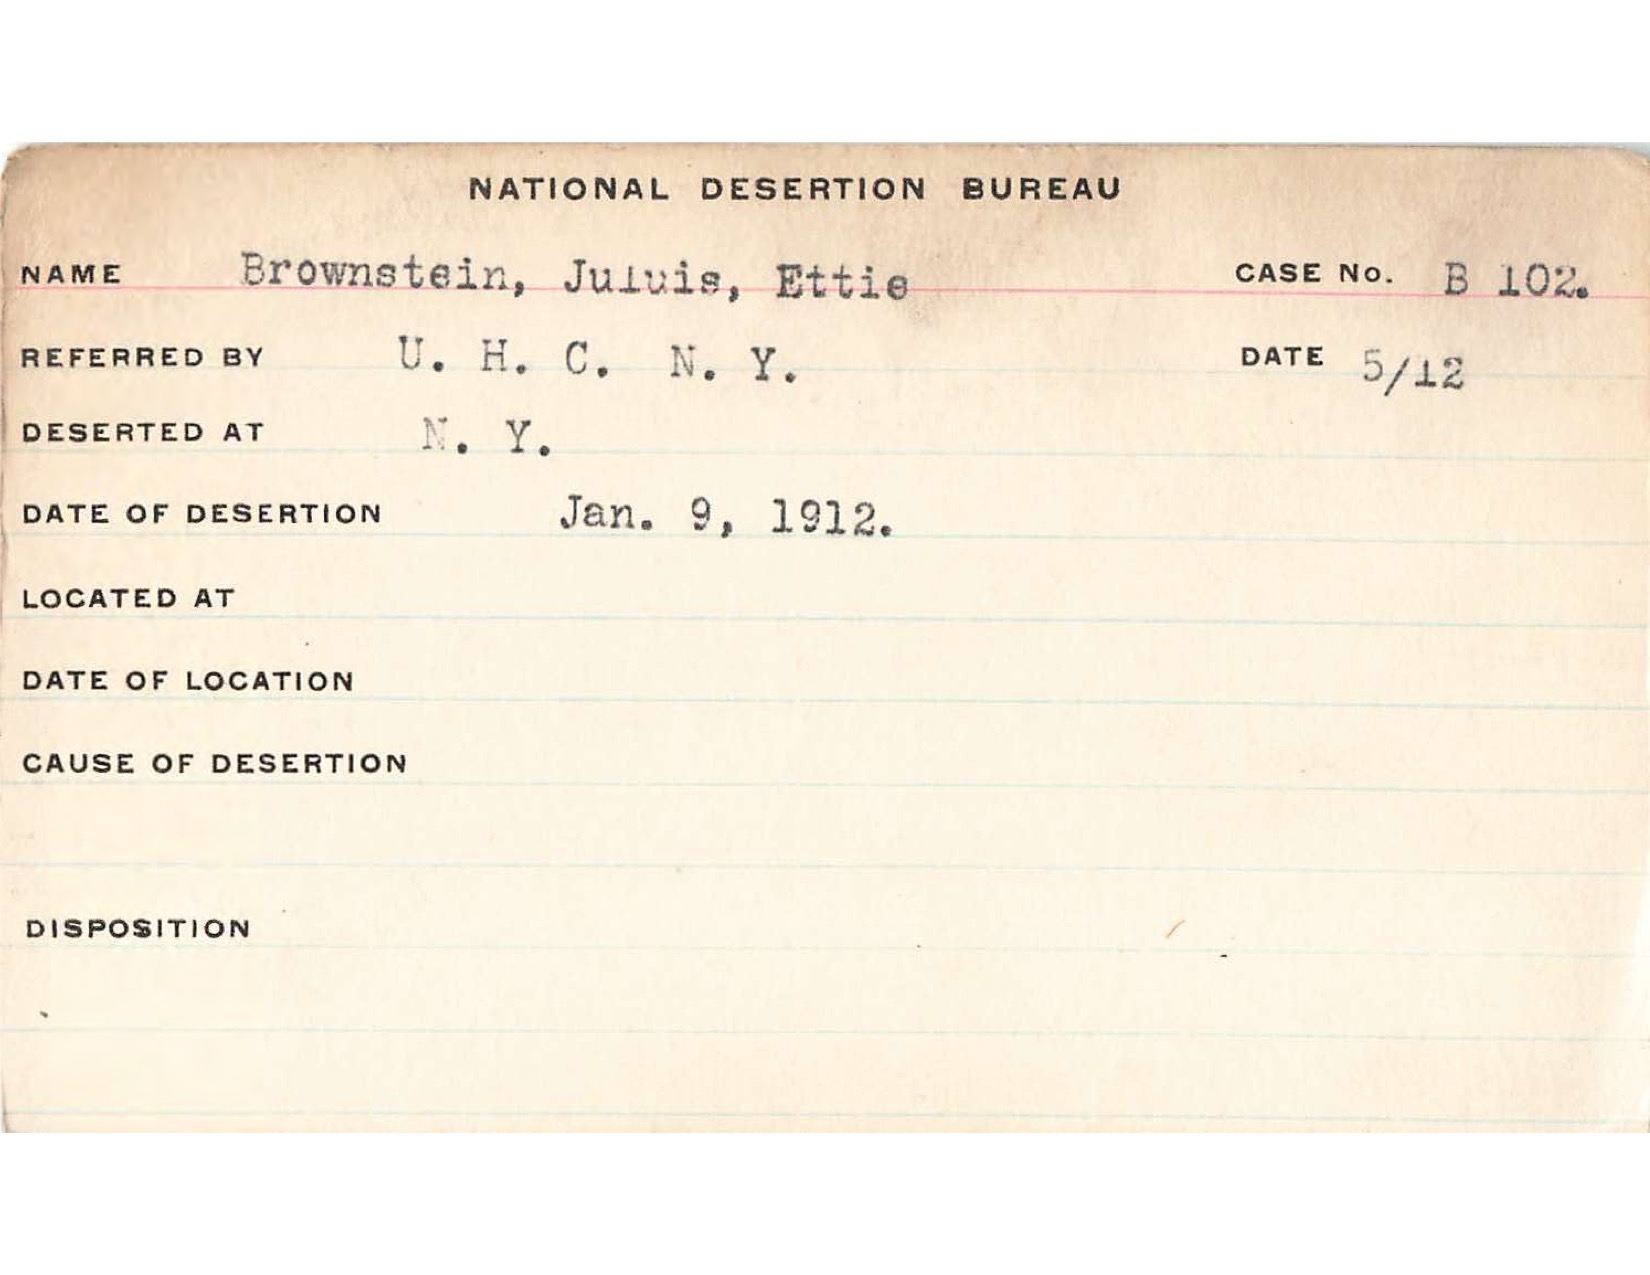 NATIONAL DESERTION BUREAU
NAME Brownstein, Juluis, Ettie CASE No. B 102.
REFERRED BY U. H. C. N. Y. DATE 5/12
DESERTED AT N. Y.
DATE OF DESERTION Jan. 9, 1912.
LOCATED AT
DATE OF LOCATION
CAUSE OF DESERTION
DISPOSITION